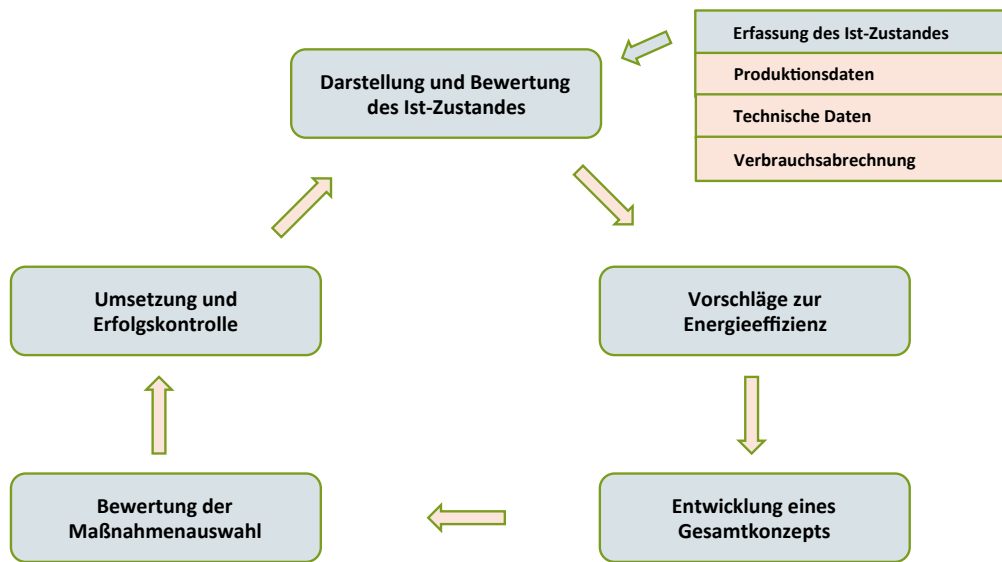 Erfassung des Ist-Zustandes
Produktionsdaten
Technische Daten
Verbrauchsabrechnung
Darstellung und Bewertung
des Ist-Zustandes
Umsetzung und
Erfolgskontrolle
Vorschläge zur
Energieeffizienz
Bewertung der
Maßnahmenauswahl
Entwicklung eines
Gesamtkonzepts